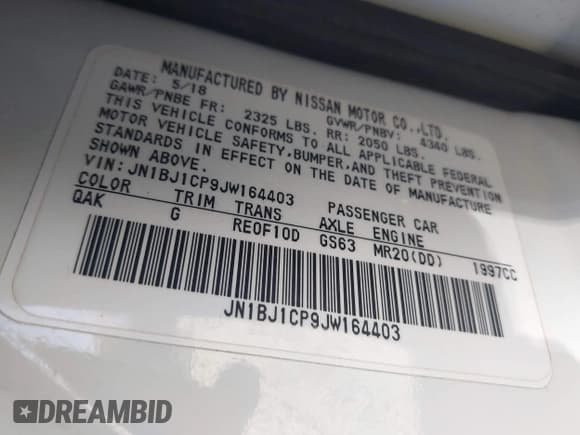 MANUFACTURED BY NISSAN MOTOR CO.,LTD.
DATE: 5/18 GVWR/PNBV: 4340 LBS.
GAWR/PNBE FR: 2325 LBS. RR: 2050 LBS.
THIS VEHICLE CONFORMS TO ALL APPLICABLE FEDERAL
MOTOR VEHICLE SAFETY,BUMPER,AND THEFT PREVENTION
STANDARDS IN EFFECT ON THE DATE OF MANUFACTURE
SHOWN ABOVE.
VIN: JN1BJ1CP9JW164403 PASSENGER CAR
COLOR TRIM TRANS AXLE ENGINE
QAK G RE0F10D GS63 MR20(DD) 1997CC
JN1BJ1CP9JW164403
DREAMBID